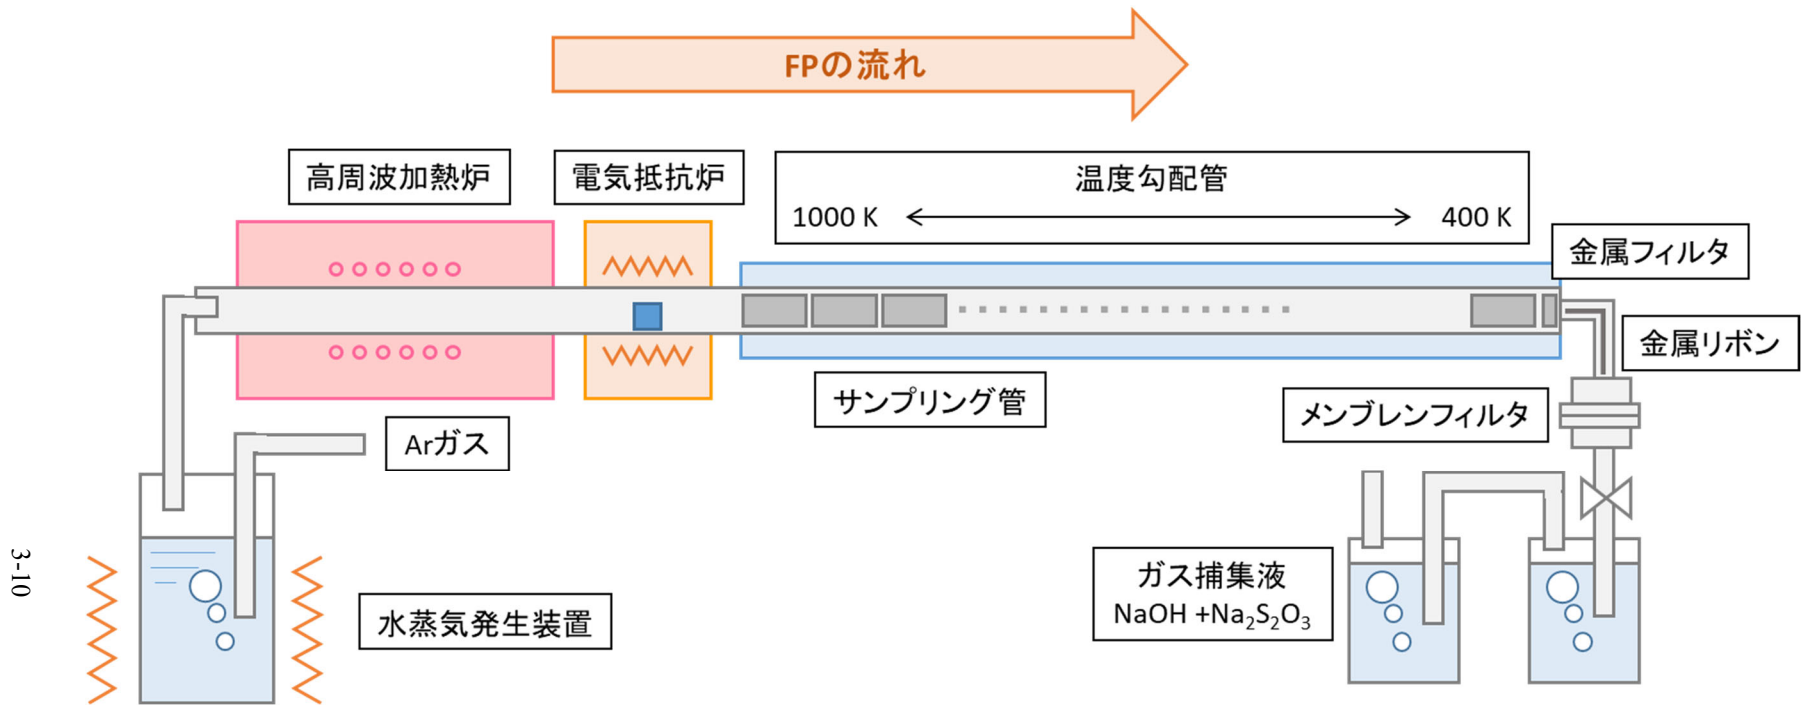 FPの流れ
高周波加熱炉
電気抵抗炉
温度勾配管
1000 K
400 K
金属フィルタ
金属リボン
サンプリング管
メンブレンフィルタ
Arガス
水蒸気発生装置
ガス捕集液
NaOH +Na₂S₂O₃
3-10